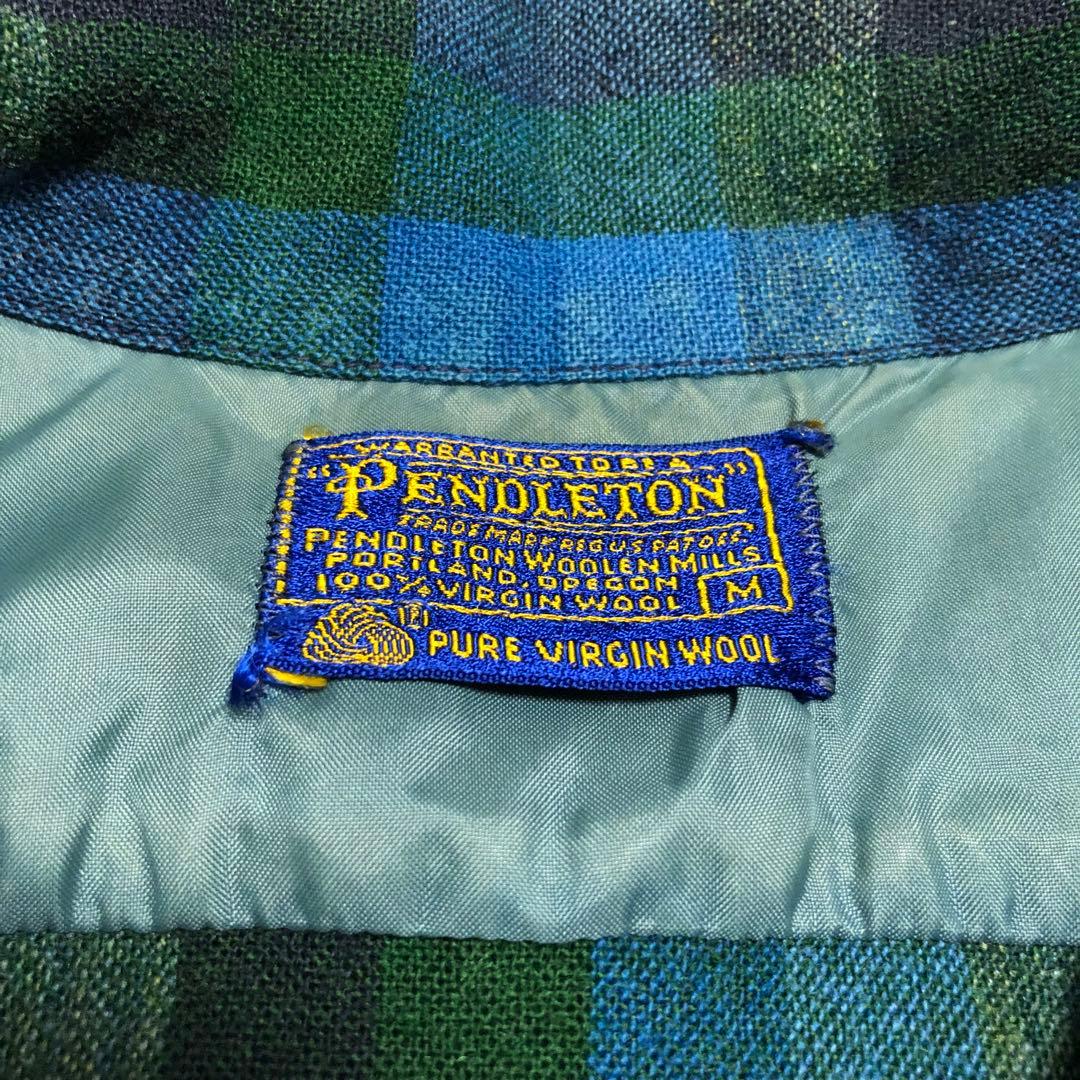 WARRANTED TO BE A
"PENDLETON"
TRADE MARK REG US PAT OFF.
PENDLETON WOOLEN MILLS
PORTLAND, OREGON
100% VIRGIN WOOL M
PURE VIRGIN WOOL